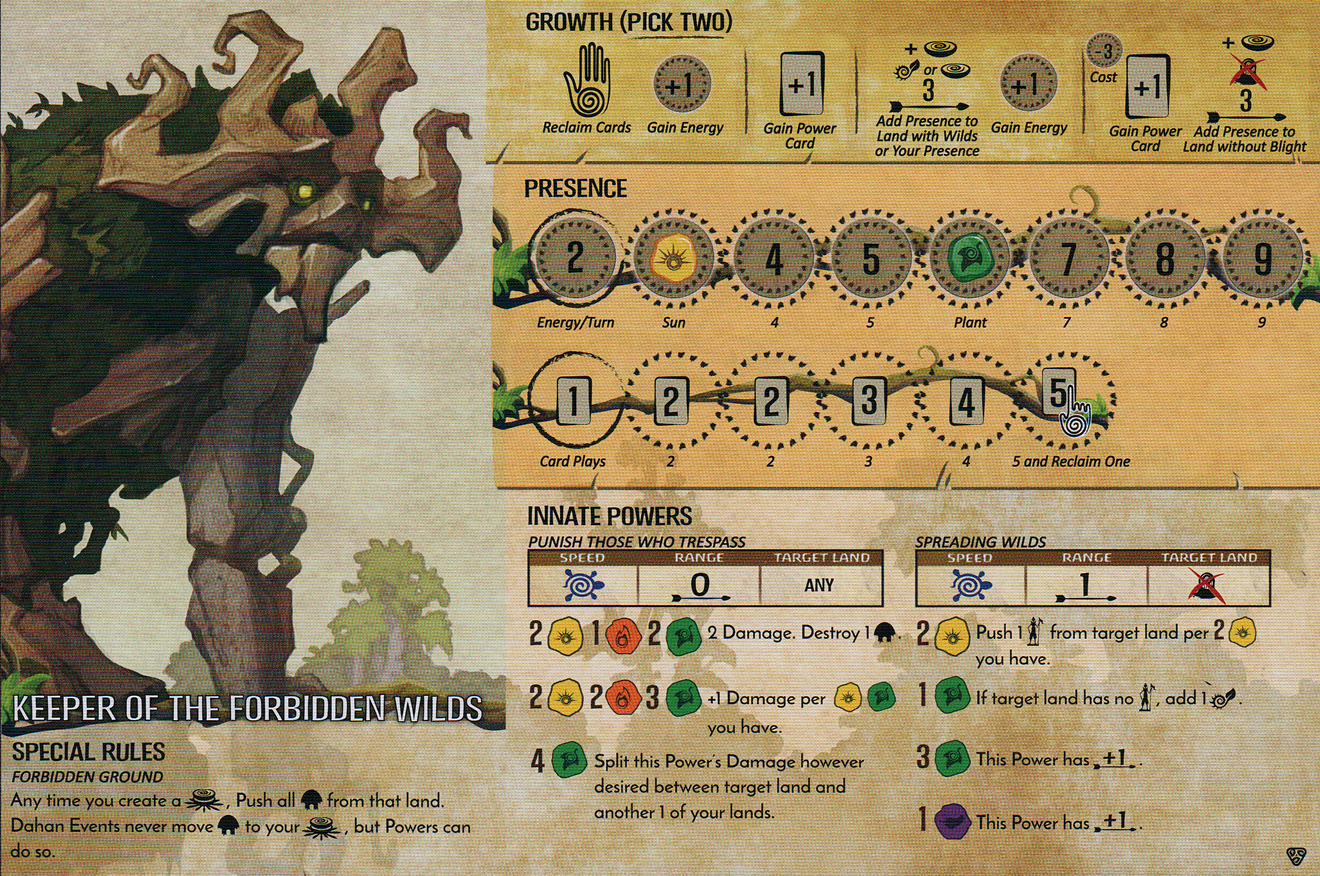 GROWTH (PICK TWO)
Reclaim Cards
+1
Gain Energy
+1
Gain Power
Card
+
or
3
Add Presence to
Land with Wilds
or Your Presence
+1
Gain Energy
-3
Cost
+1
Gain Power
Card
+
3
Add Presence to
Land without Blight
PRESENCE
2 4 5 7 8 9
Energy/Turn Sun 4 5 Plant 7 8 9
1 2 2 3 4 5
Card Plays 2 2 3 4 5 and Reclaim One
KEEPER OF THE FORBIDDEN WILDS
SPECIAL RULES
FORBIDDEN GROUND
Any time you create a , Push all from that land.
Dahan Events never move to your , but Powers can
do so.
INNATE POWERS
PUNISH THOSE WHO TRESPASS
SPEED RANGE TARGET LAND
0 ANY
2 1 2 2 Damage. Destroy 1 .
2 2 3 +1 Damage per
you have.
4 Split this Power's Damage however
desired between target land and
another 1 of your lands.
SPREADING WILDS
SPEED RANGE TARGET LAND
1
2 Push 1 from target land per 2
you have.
1 If target land has no , add 1 .
3 This Power has +1 .
1 This Power has +1 .